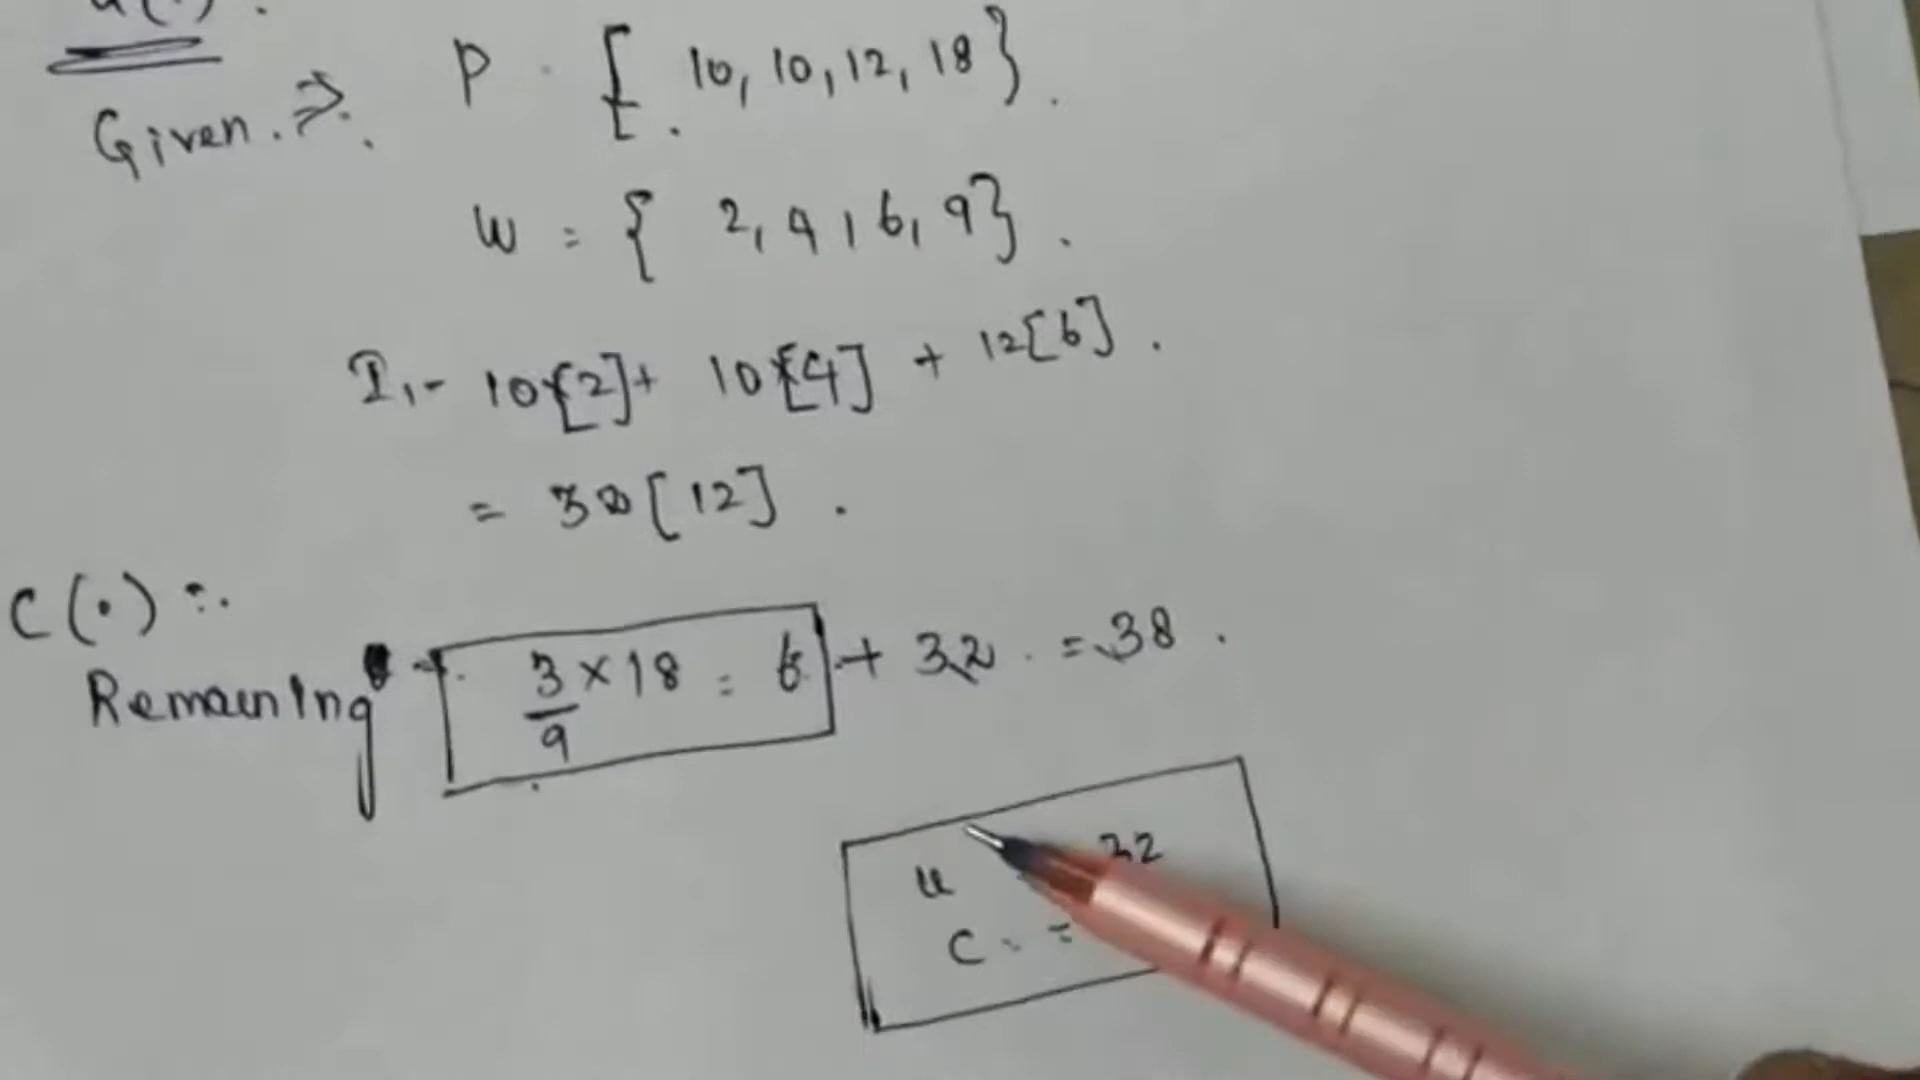 u(·).
Given.⇒. P [ 10, 10, 12, 18}.
W = { 2, 4, 6, 9}.
I1- 10[2]+ 10[4] + 12[6].
= 32[12].
C(·) :.
Remaining 3/9 ×18 = 6 + 32 = 38.
u 32
C =